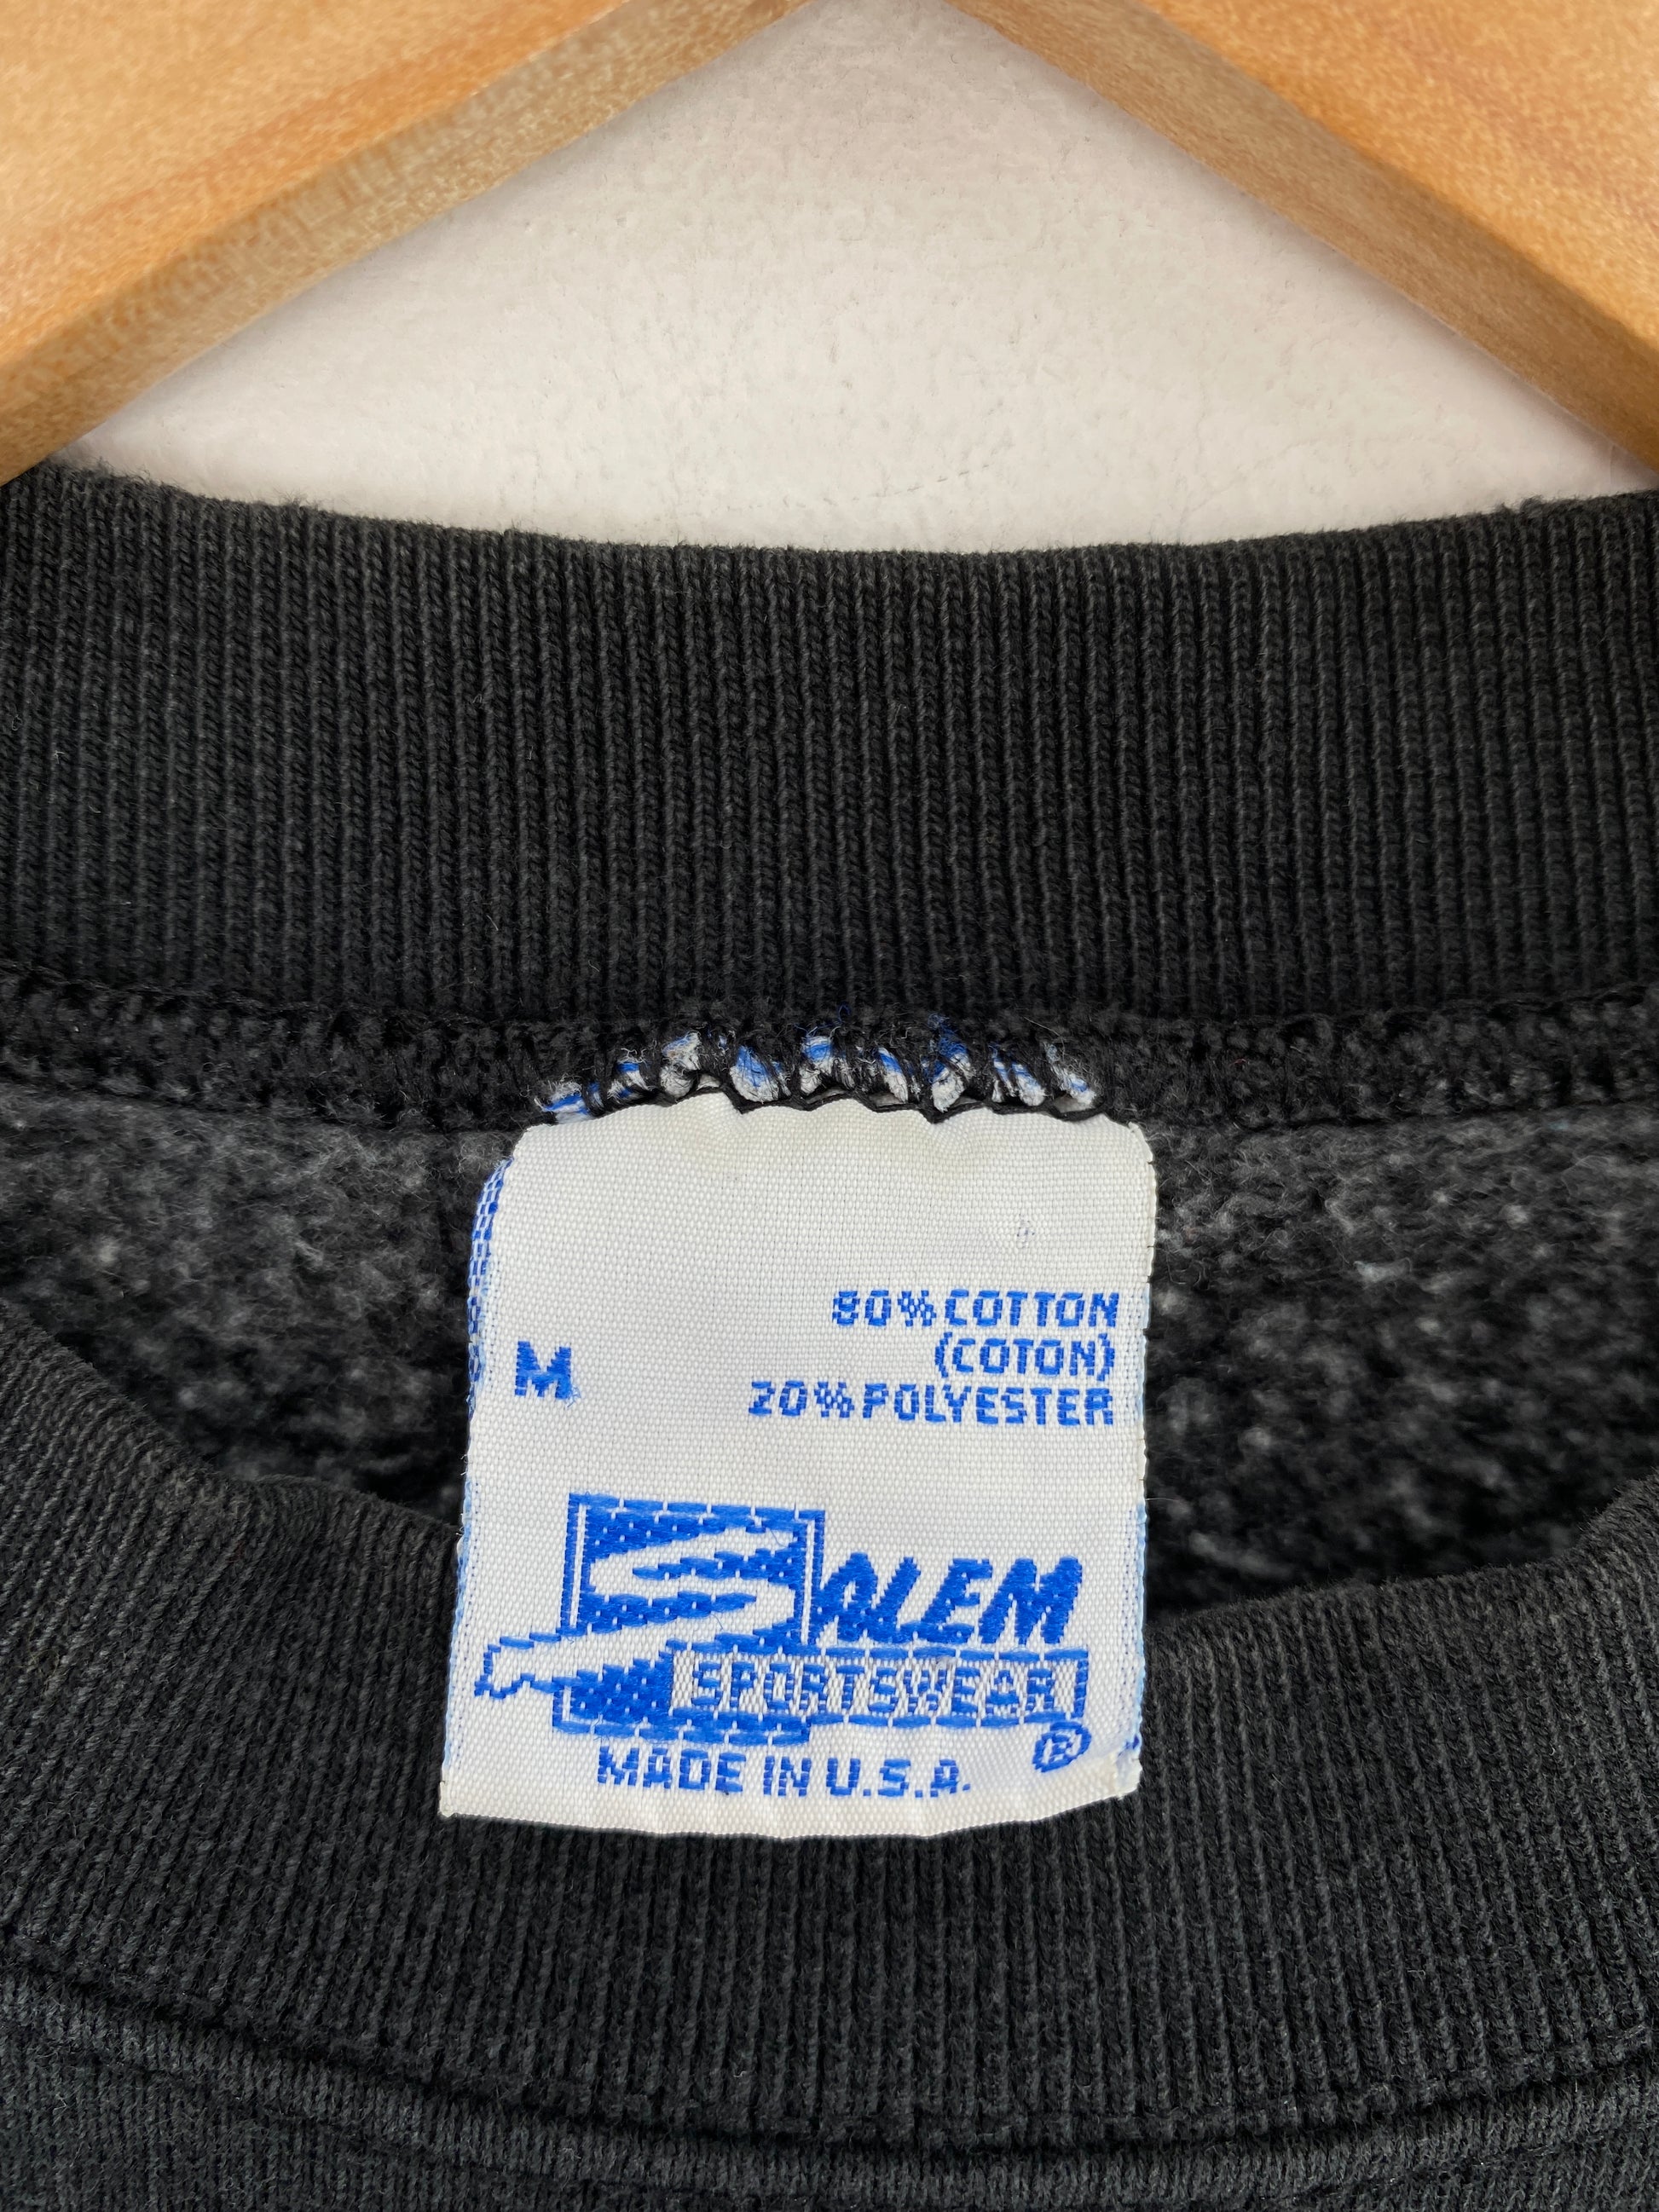 80% COTTON
(COTON)
M
20% POLYESTER
SALEM
SPORTSWEAR
®
MADE IN U.S.A.